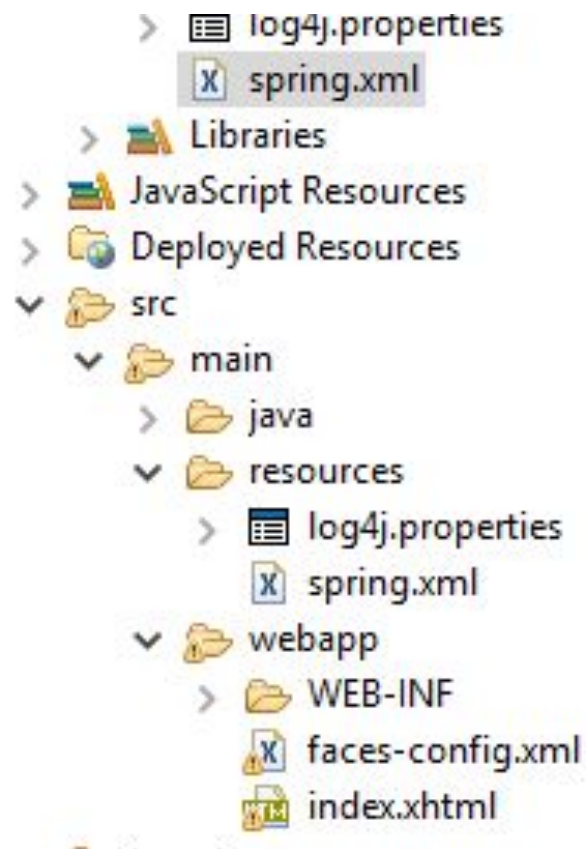 log4j.properties
spring.xml
Libraries
JavaScript Resources
Deployed Resources
src
main
java
resources
log4j.properties
spring.xml
webapp
WEB-INF
faces-config.xml
index.xhtml